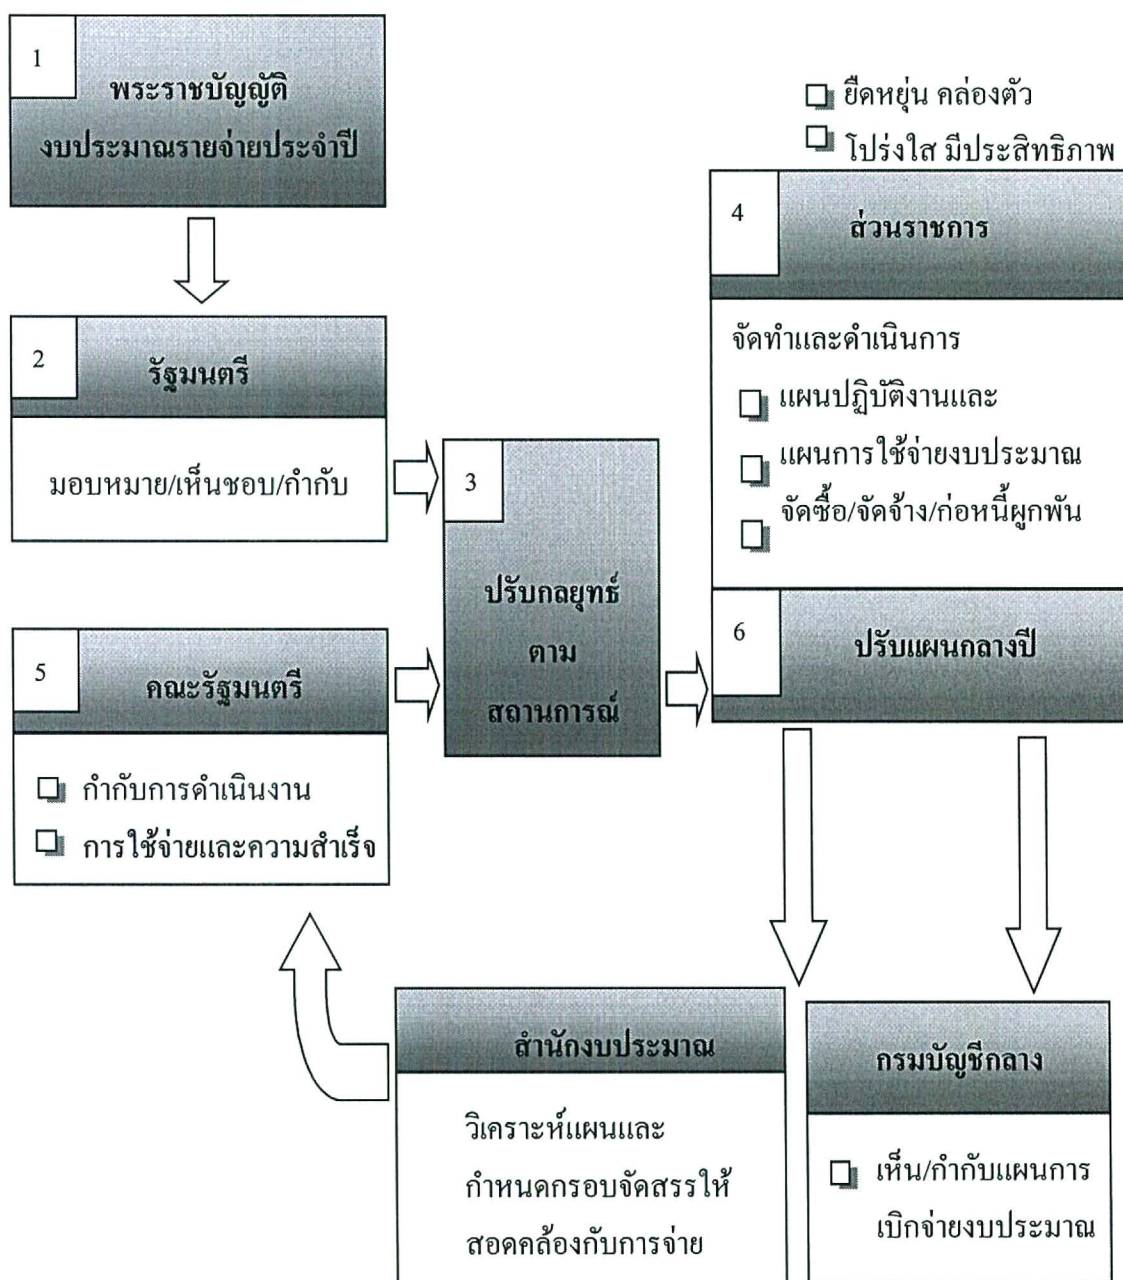 1
พระราชบัญญัติ
งบประมาณรายจ่ายประจำปี
2
รัฐมนตรี
มอบหมาย/เห็นชอบ/กำกับ
3
ปรับกลยุทธ์
ตาม
สถานการณ์
ยืดหยุ่น คล่องตัว
โปร่งใส มีประสิทธิภาพ
4
ส่วนราชการ
จัดทำและดำเนินการ
แผนปฏิบัติงานและ
แผนการใช้จ่ายงบประมาณ
จัดซื้อ/จัดจ้าง/ก่อหนี้ผูกพัน
5
คณะรัฐมนตรี
กำกับการดำเนินงาน
การใช้จ่ายและความสำเร็จ
6
ปรับแผนกลางปี
สำนักงบประมาณ
วิเคราะห์แผนและ
กำหนดกรอบจัดสรรให้
สอดคล้องกับการจ่าย
กรมบัญชีกลาง
เห็น/กำกับแผนการ
เบิกจ่ายงบประมาณ